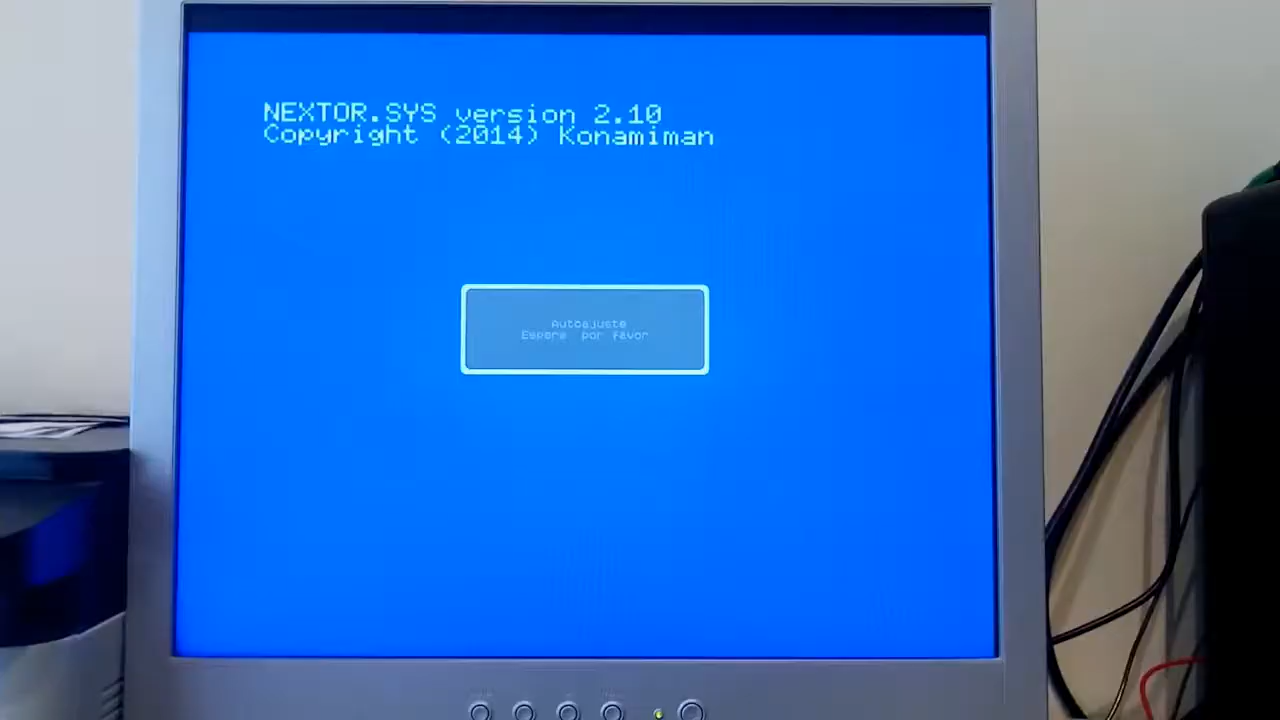 NEXTOR.SYS version 2.10
Copyright (2014) Konamiman
Autoajuste
Espere por favor